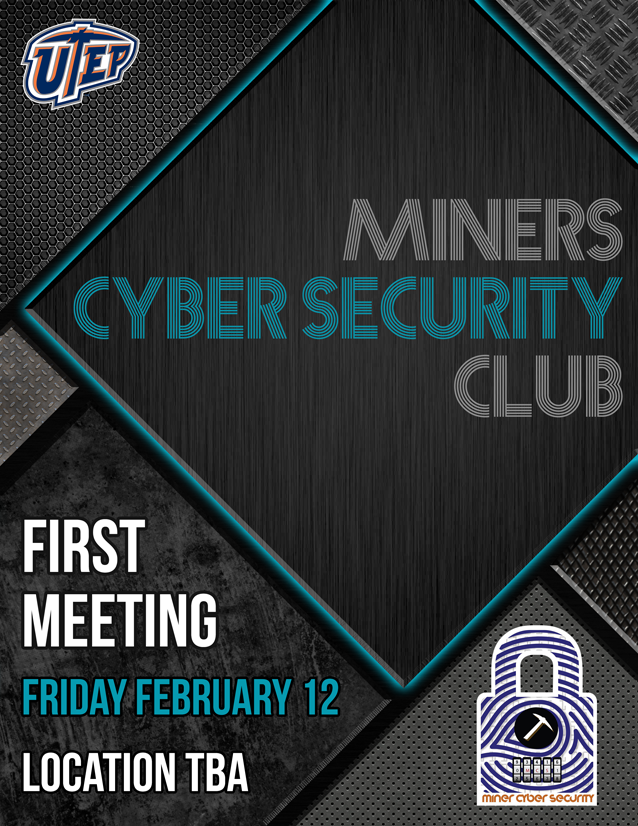 UTEP
MINERS
CYBER SECURITY
CLUB
FIRST
MEETING
FRIDAY FEBRUARY 12
LOCATION TBA
miner cyber security